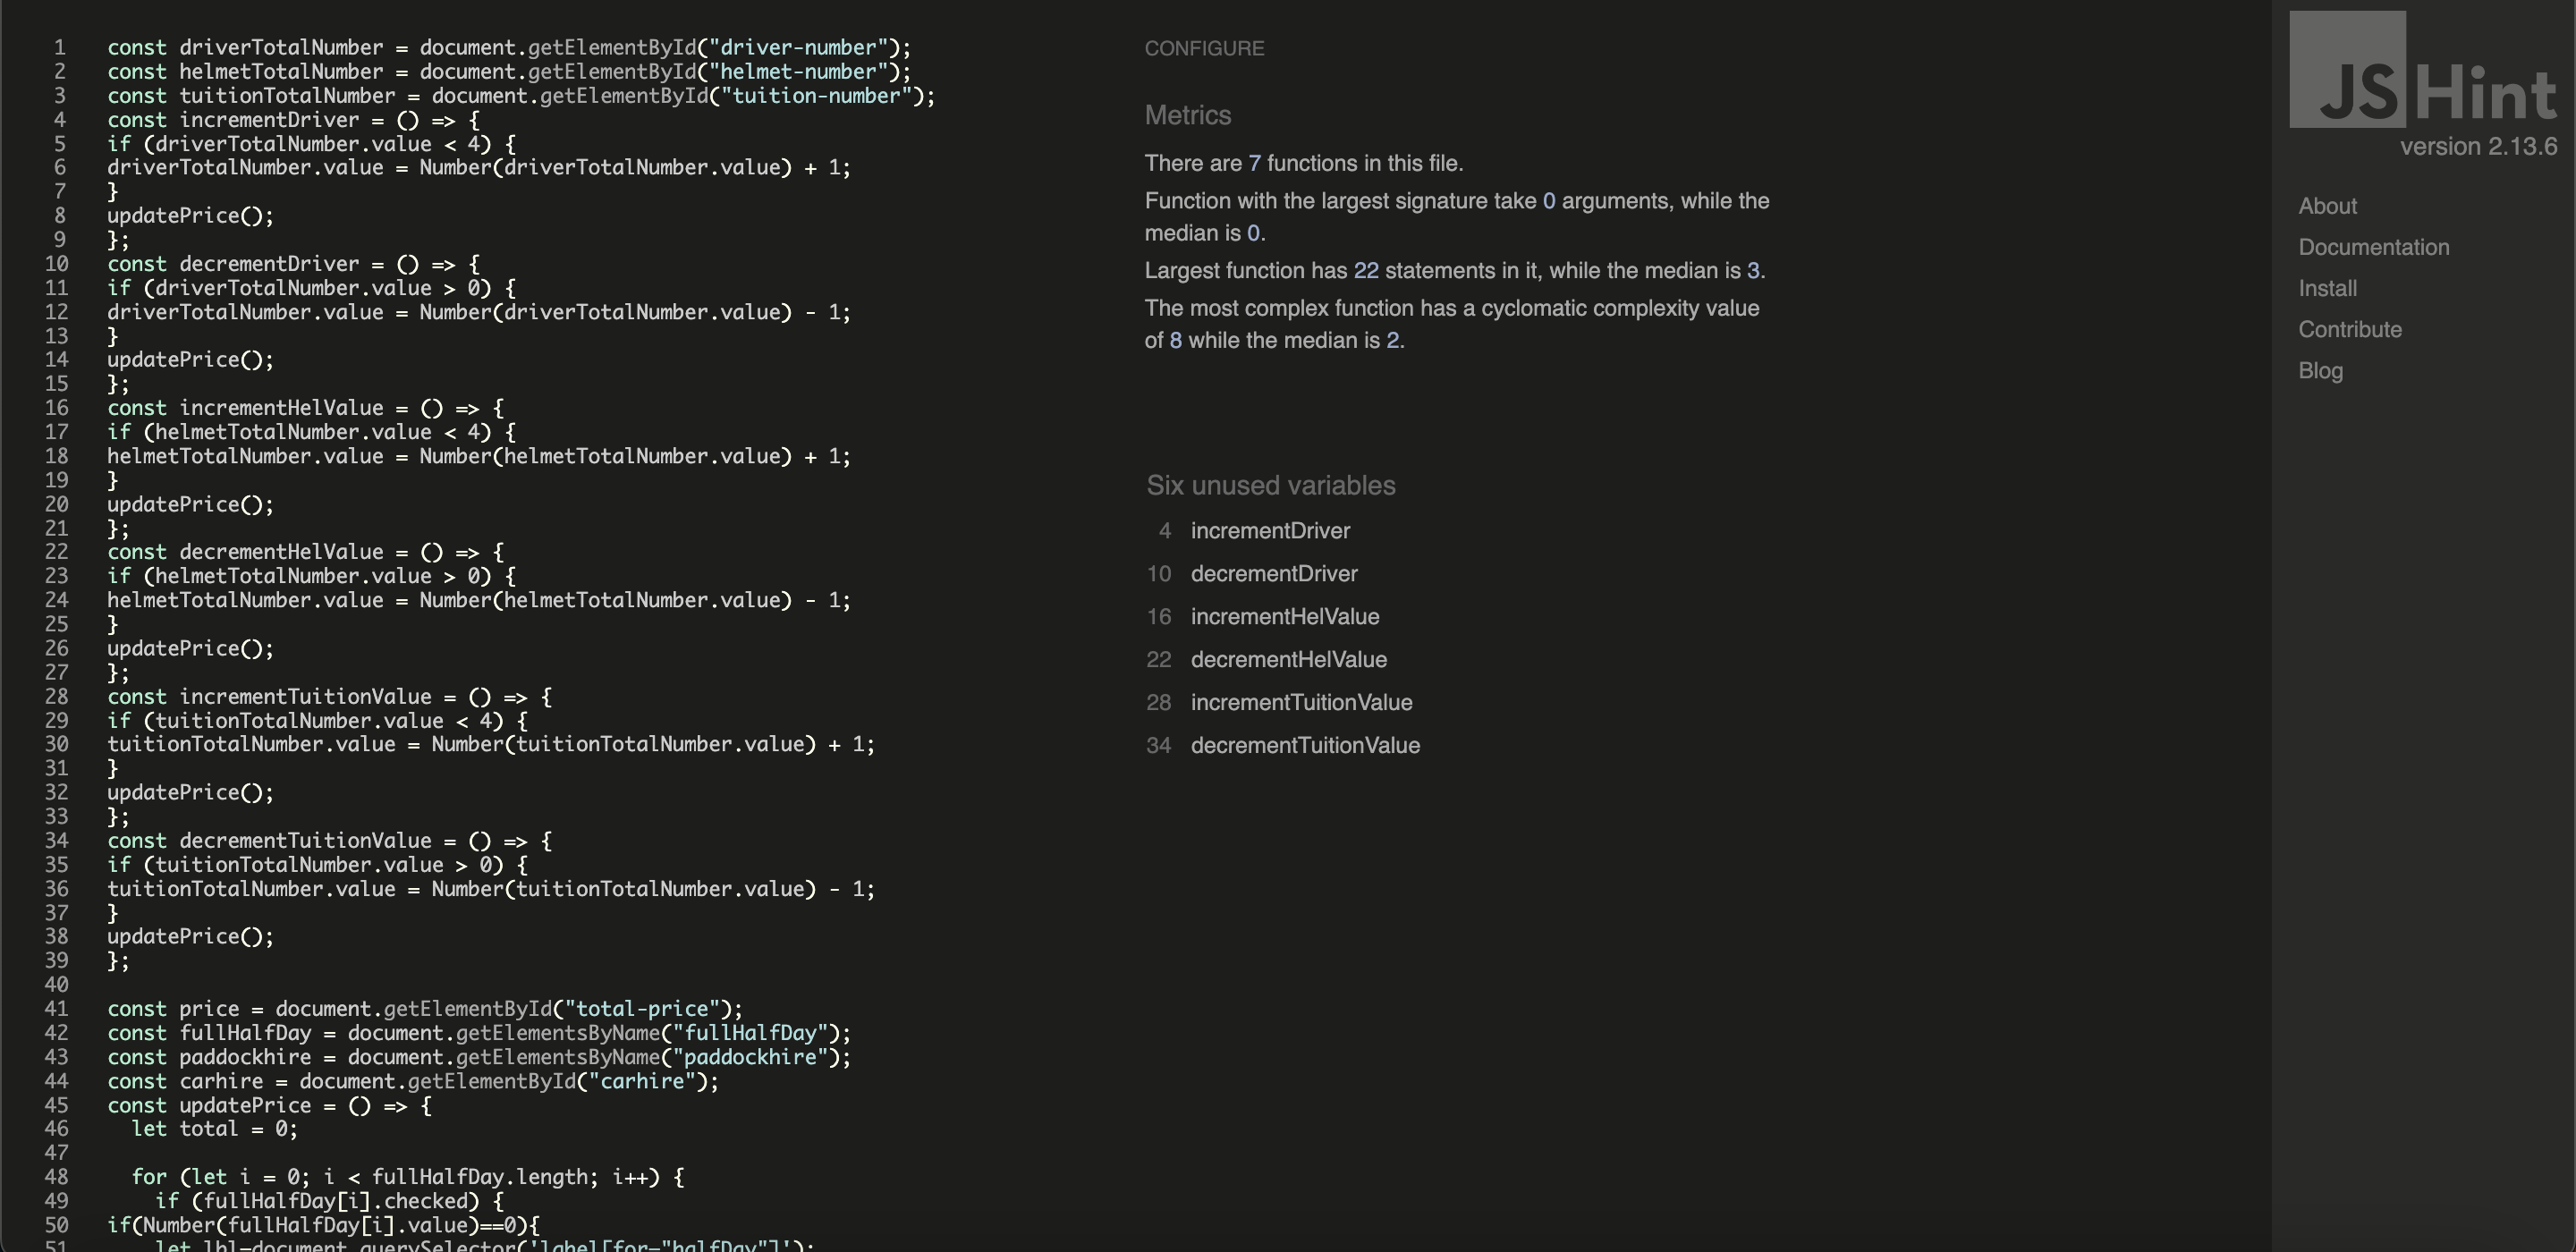 1 const driverTotalNumber = document.getElementById("driver-number");
2 const helmetTotalNumber = document.getElementById("helmet-number");
3 const tuitionTotalNumber = document.getElementById("tuition-number");
4 const incrementDriver = () => {
5 if (driverTotalNumber.value < 4) {
6 driverTotalNumber.value = Number(driverTotalNumber.value) + 1;
7 }
8 updatePrice();
9 };
10 const decrementDriver = () => {
11 if (driverTotalNumber.value > 0) {
12 driverTotalNumber.value = Number(driverTotalNumber.value) - 1;
13 }
14 updatePrice();
15 };
16 const incrementHelValue = () => {
17 if (helmetTotalNumber.value < 4) {
18 helmetTotalNumber.value = Number(helmetTotalNumber.value) + 1;
19 }
20 updatePrice();
21 };
22 const decrementHelValue = () => {
23 if (helmetTotalNumber.value > 0) {
24 helmetTotalNumber.value = Number(helmetTotalNumber.value) - 1;
25 }
26 updatePrice();
27 };
28 const incrementTuitionValue = () => {
29 if (tuitionTotalNumber.value < 4) {
30 tuitionTotalNumber.value = Number(tuitionTotalNumber.value) + 1;
31 }
32 updatePrice();
33 };
34 const decrementTuitionValue = () => {
35 if (tuitionTotalNumber.value > 0) {
36 tuitionTotalNumber.value = Number(tuitionTotalNumber.value) - 1;
37 }
38 updatePrice();
39 };
40
41 const price = document.getElementById("total-price");
42 const fullHalfDay = document.getElementsByName("fullHalfDay");
43 const paddockhire = document.getElementsByName("paddockhire");
44 const carhire = document.getElementById("carhire");
45 const updatePrice = () => {
46 let total = 0;
47
48 for (let i = 0; i < fullHalfDay.length; i++) {
49 if (fullHalfDay[i].checked) {
50 if(Number(fullHalfDay[i].value)==0){
51 let lbl=document.querySelector('label[for="halfDay"]');
CONFIGURE
Metrics
There are 7 functions in this file.
Function with the largest signature take 0 arguments, while the
median is 0.
Largest function has 22 statements in it, while the median is 3.
The most complex function has a cyclomatic complexity value
of 8 while the median is 2.
Six unused variables
4 incrementDriver
10 decrementDriver
16 incrementHelValue
22 decrementHelValue
28 incrementTuitionValue
34 decrementTuitionValue
JSHint
version 2.13.6
About
Documentation
Install
Contribute
Blog